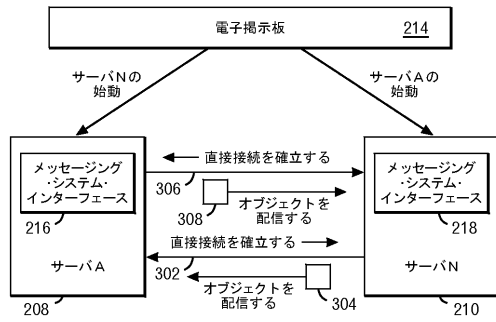 電子掲示板 214
サーバNの
始動
サーバAの
始動
メッセージング
・システム・
インターフェース
216
サーバA
208
直接接続を確立する
306
308
オブジェクトを
配信する
直接接続を確立する
302
オブジェクトを
配信する
304
メッセージング
・システム・
インターフェース
218
サーバN
210